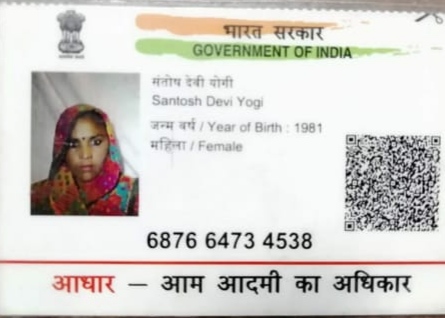 भारत सरकार
GOVERNMENT OF INDIA
संतोष देवी योगी
Santosh Devi Yogi
जन्म वर्ष / Year of Birth : 1981
महिला / Female
6876 6473 4538
आधार — आम आदमी का अधिकार